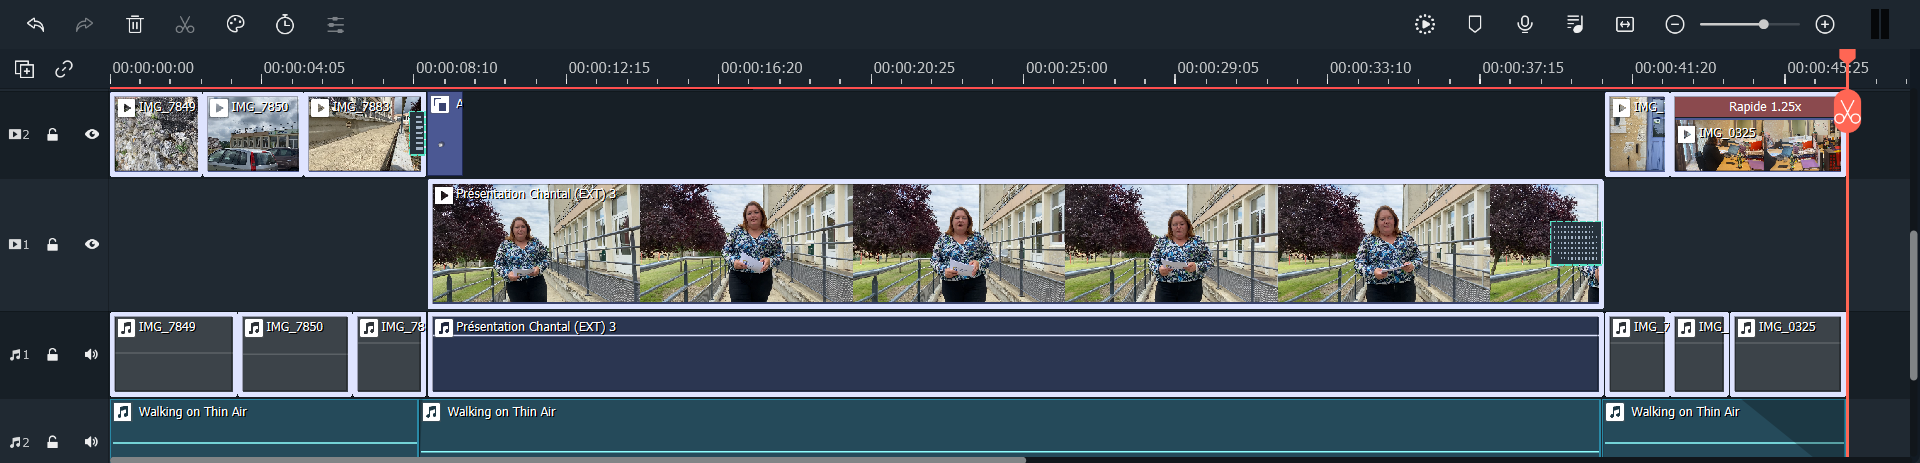 00:00:00:00 00:00:04:05 00:00:08:10 00:00:12:15 00:00:16:20 00:00:20:25 00:00:25:00 00:00:29:05 00:00:33:10 00:00:37:15 00:00:41:20 00:00:45:25
2 IMG_7849 IMG_7850 IMG_7883 A IMG_ Rapide 1.25x
IMG_0325
Présentation Chantal (EXT) 3
1
1 IMG_7849 IMG_7850 IMG_78 Présentation Chantal (EXT) 3 IMG_7 IMG_ IMG_0325
Walking on Thin Air Walking on Thin Air Walking on Thin Air
2